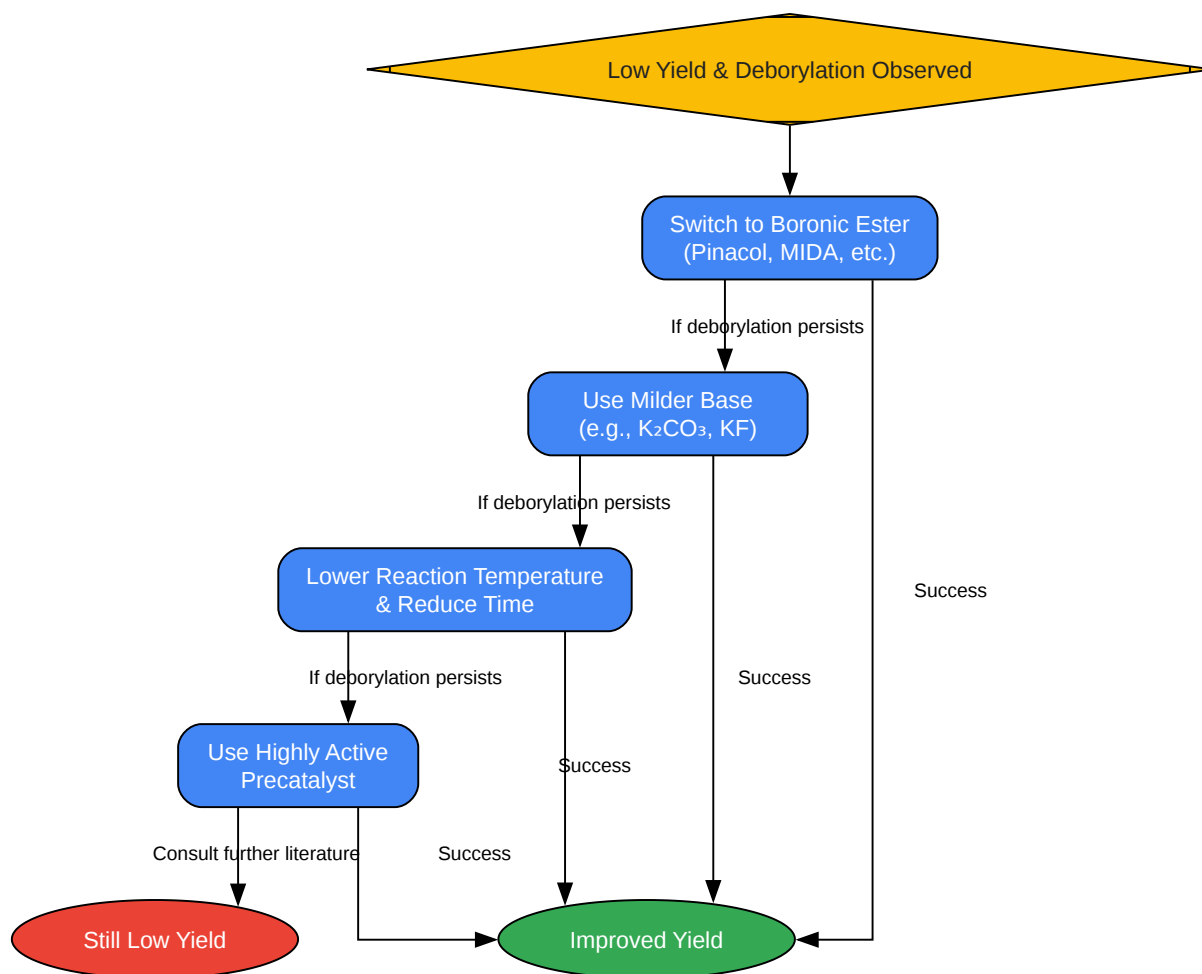 Low Yield & Deborylation Observed
Switch to Boronic Ester
(Pinacol, MIDA, etc.)
If deborylation persists
Use Milder Base
(e.g., K₂CO₃, KF)
If deborylation persists
Lower Reaction Temperature
& Reduce Time
Success
If deborylation persists
Success
Use Highly Active
Precatalyst
Success
Consult further literature
Success
Still Low Yield
Improved Yield